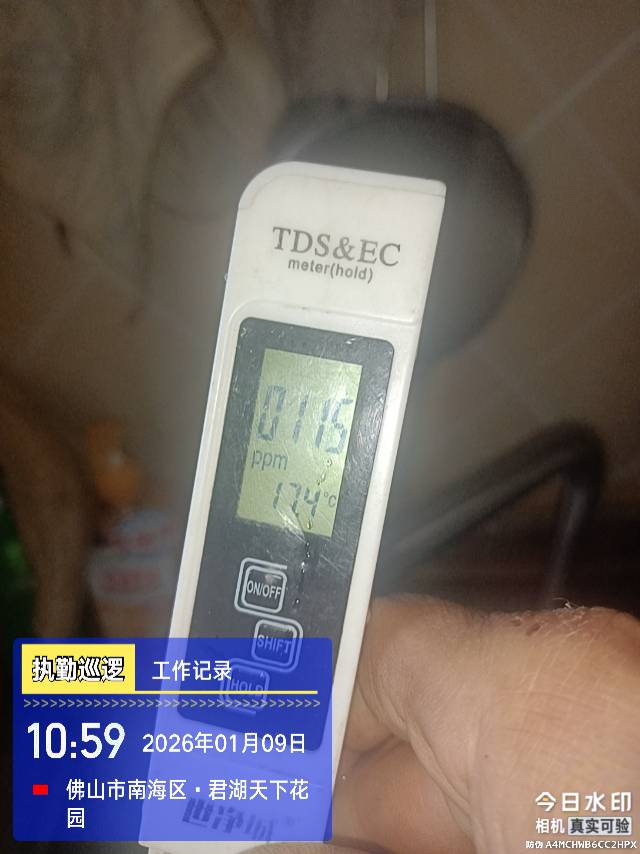 TDS&EC
meter(hold)
0115
ppm
17.4°C
ON/OFF
SHIFT
HOLD
执勤巡逻 工作记录
10:59 2026年01月09日
佛山市南海区·君湖天下花
园
今日水印
相机 真实可验
防伪 A4MCHWB6CC2HPX